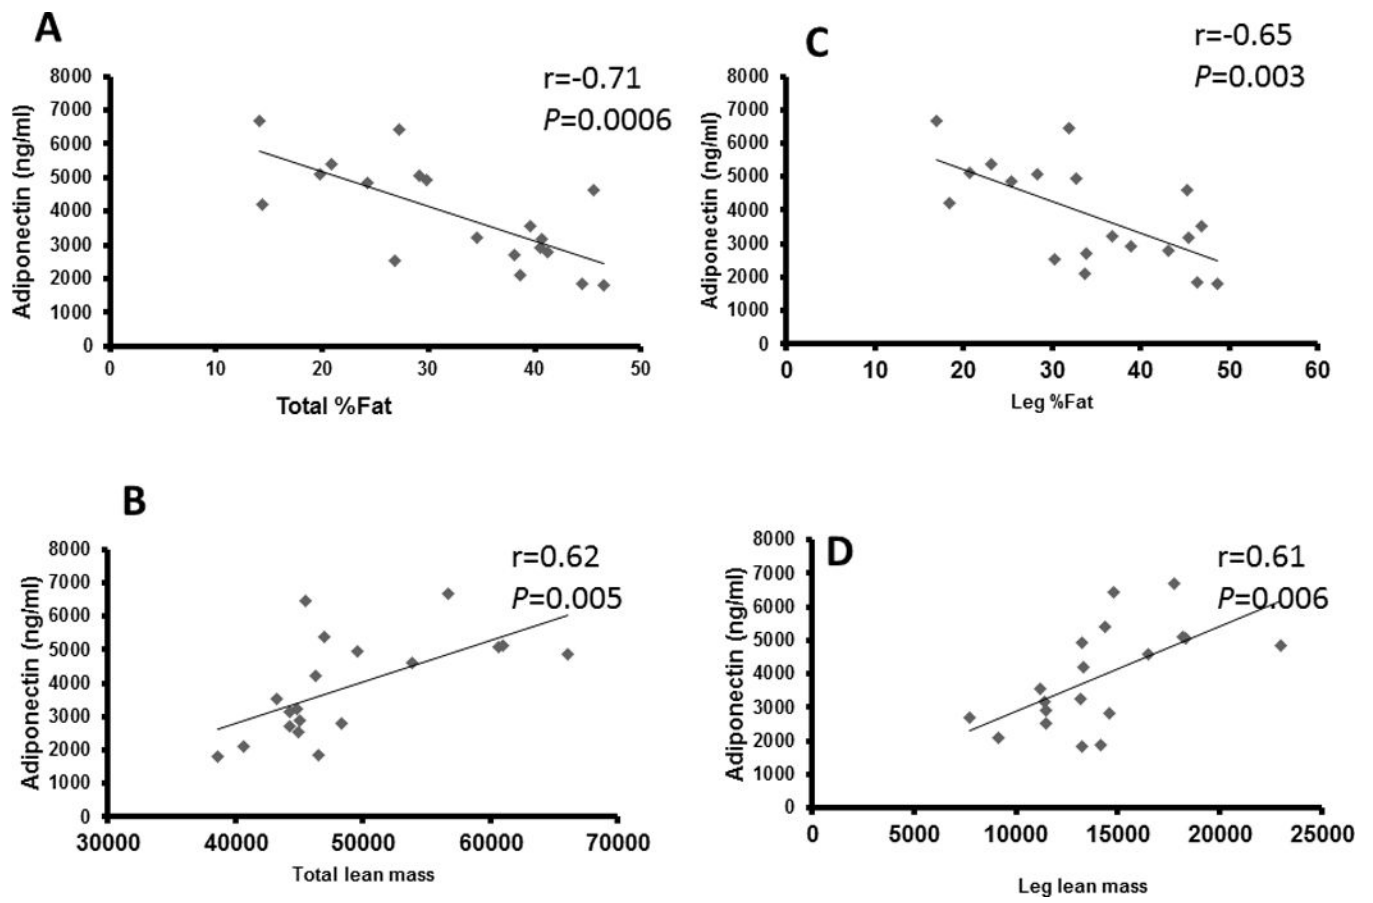 A
r=-0.71
P=0.0006
8000
7000
6000
5000
4000
3000
2000
1000
0
Adiponectin (ng/ml)
0 10 20 30 40 50
Total %Fat
C
r=-0.65
P=0.003
8000
7000
6000
5000
4000
3000
2000
1000
0
Adiponectin (ng/ml)
0 10 20 30 40 50 60
Leg %Fat
B
r=0.62
P=0.005
8000
7000
6000
5000
4000
3000
2000
1000
0
Adiponectin (ng/ml)
30000 40000 50000 60000 70000
Total lean mass
D
r=0.61
P=0.006
8000
7000
6000
5000
4000
3000
2000
1000
0
Adiponectin (ng/ml)
0 5000 10000 15000 20000 25000
Leg lean mass